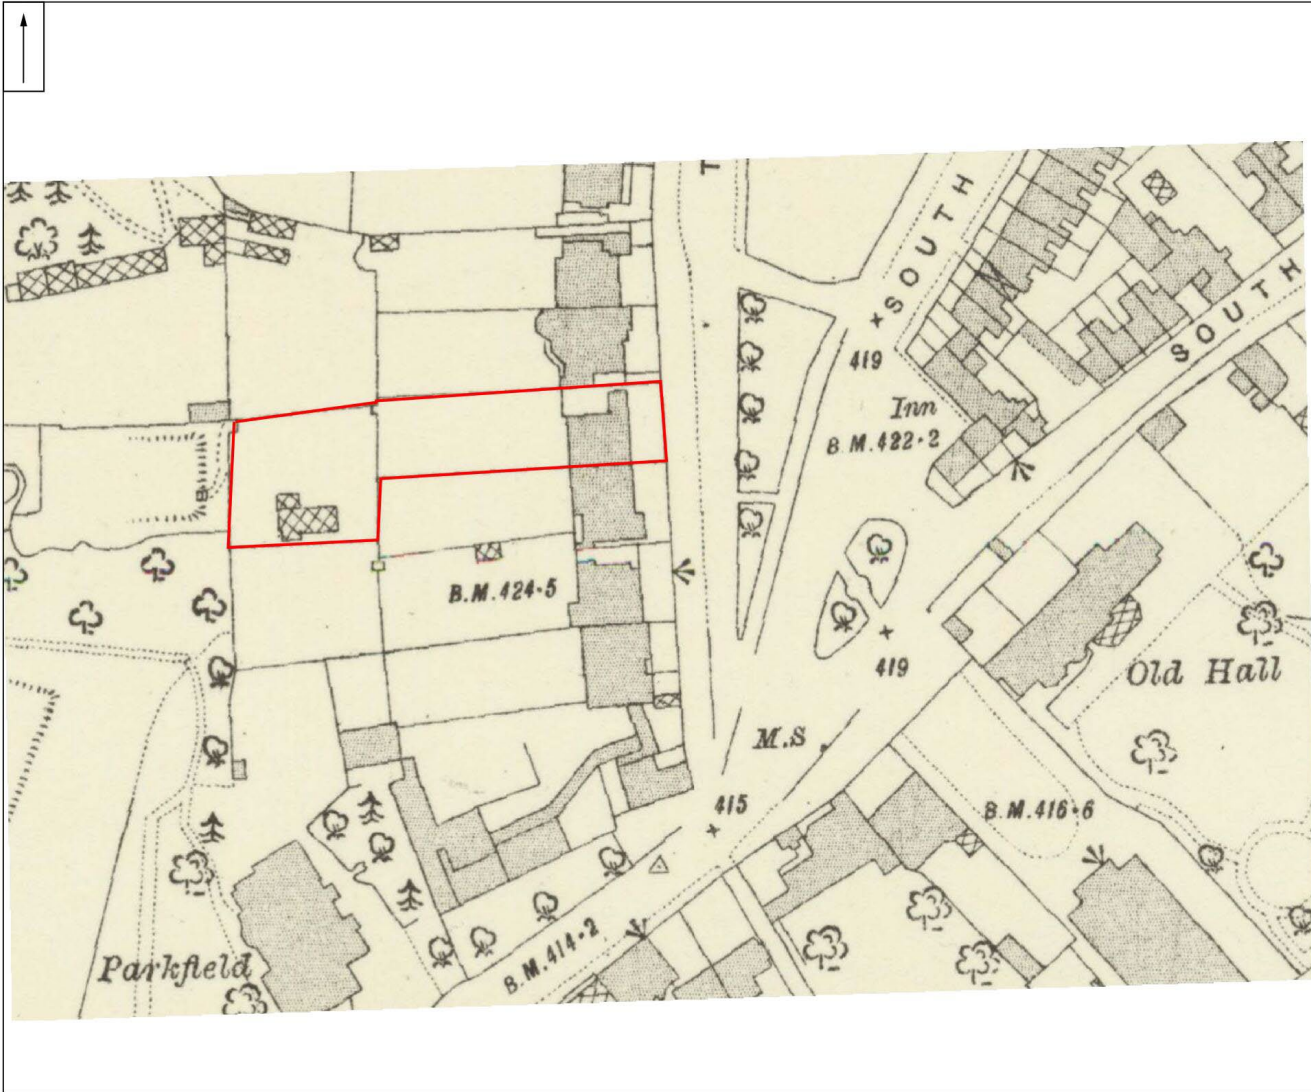 T
SOUTH
SOUTH
419
Inn
B.M.422·2
B.M.424·5
419
Old Hall
M.S.
415
B.M.416·6
B.M.414·2
Parkfield